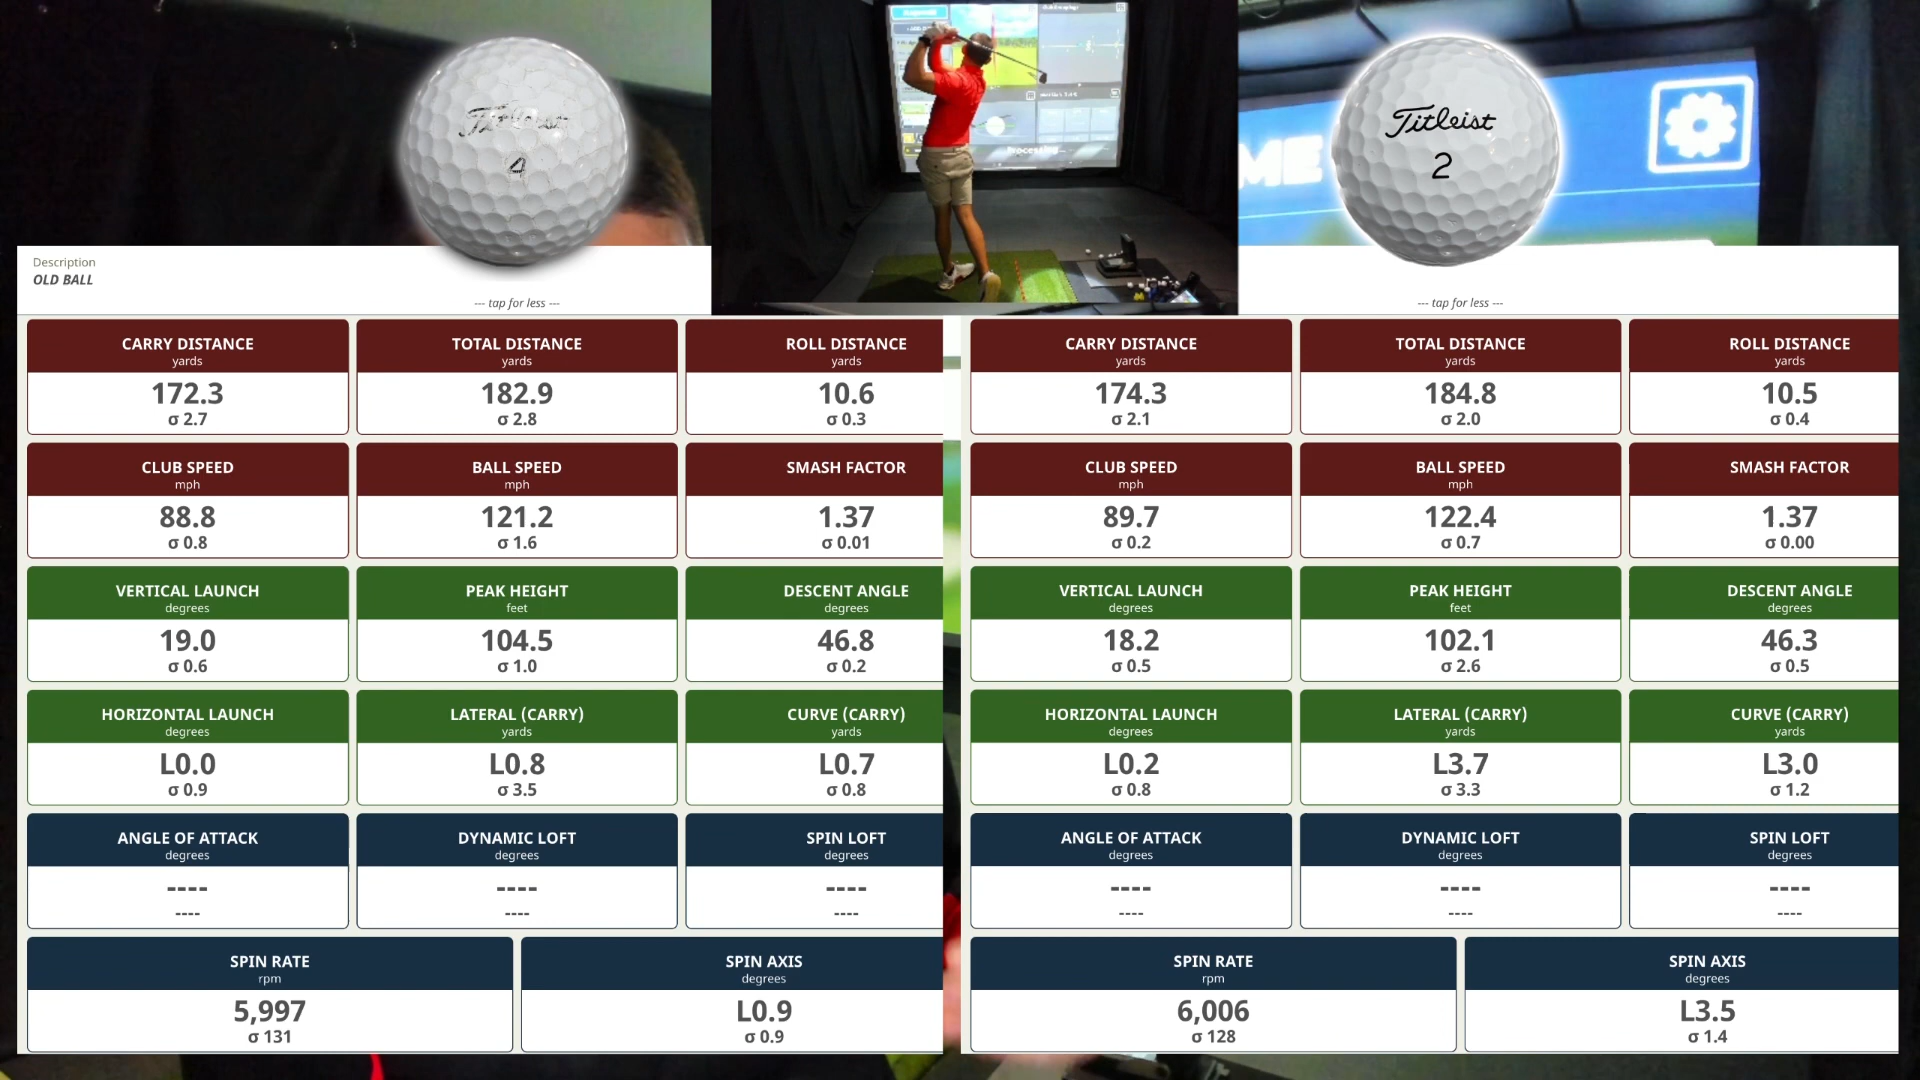 Titleist
4
Titleist
2
ME
Processing
Description
OLD BALL
--- tap for less ---
--- tap for less ---
CARRY DISTANCE
yards
172.3
σ 2.7
TOTAL DISTANCE
yards
182.9
σ 2.8
ROLL DISTANCE
yards
10.6
σ 0.3
CARRY DISTANCE
yards
174.3
σ 2.1
TOTAL DISTANCE
yards
184.8
σ 2.0
ROLL DISTANCE
yards
10.5
σ 0.4
CLUB SPEED
mph
88.8
σ 0.8
BALL SPEED
mph
121.2
σ 1.6
SMASH FACTOR
1.37
σ 0.01
CLUB SPEED
mph
89.7
σ 0.2
BALL SPEED
mph
122.4
σ 0.7
SMASH FACTOR
1.37
σ 0.00
VERTICAL LAUNCH
degrees
19.0
σ 0.6
PEAK HEIGHT
feet
104.5
σ 1.0
DESCENT ANGLE
degrees
46.8
σ 0.2
VERTICAL LAUNCH
degrees
18.2
σ 0.5
PEAK HEIGHT
feet
102.1
σ 2.6
DESCENT ANGLE
degrees
46.3
σ 0.5
HORIZONTAL LAUNCH
degrees
L0.0
σ 0.9
LATERAL (CARRY)
yards
L0.8
σ 3.5
CURVE (CARRY)
yards
L0.7
σ 0.8
HORIZONTAL LAUNCH
degrees
L0.2
σ 0.8
LATERAL (CARRY)
yards
L3.7
σ 3.3
CURVE (CARRY)
yards
L3.0
σ 1.2
ANGLE OF ATTACK
degrees
----
----
DYNAMIC LOFT
degrees
----
----
SPIN LOFT
degrees
----
----
ANGLE OF ATTACK
degrees
----
----
DYNAMIC LOFT
degrees
----
----
SPIN LOFT
degrees
----
----
SPIN RATE
rpm
5,997
σ 131
SPIN AXIS
degrees
L0.9
σ 0.9
SPIN RATE
rpm
6,006
σ 128
SPIN AXIS
degrees
L3.5
σ 1.4